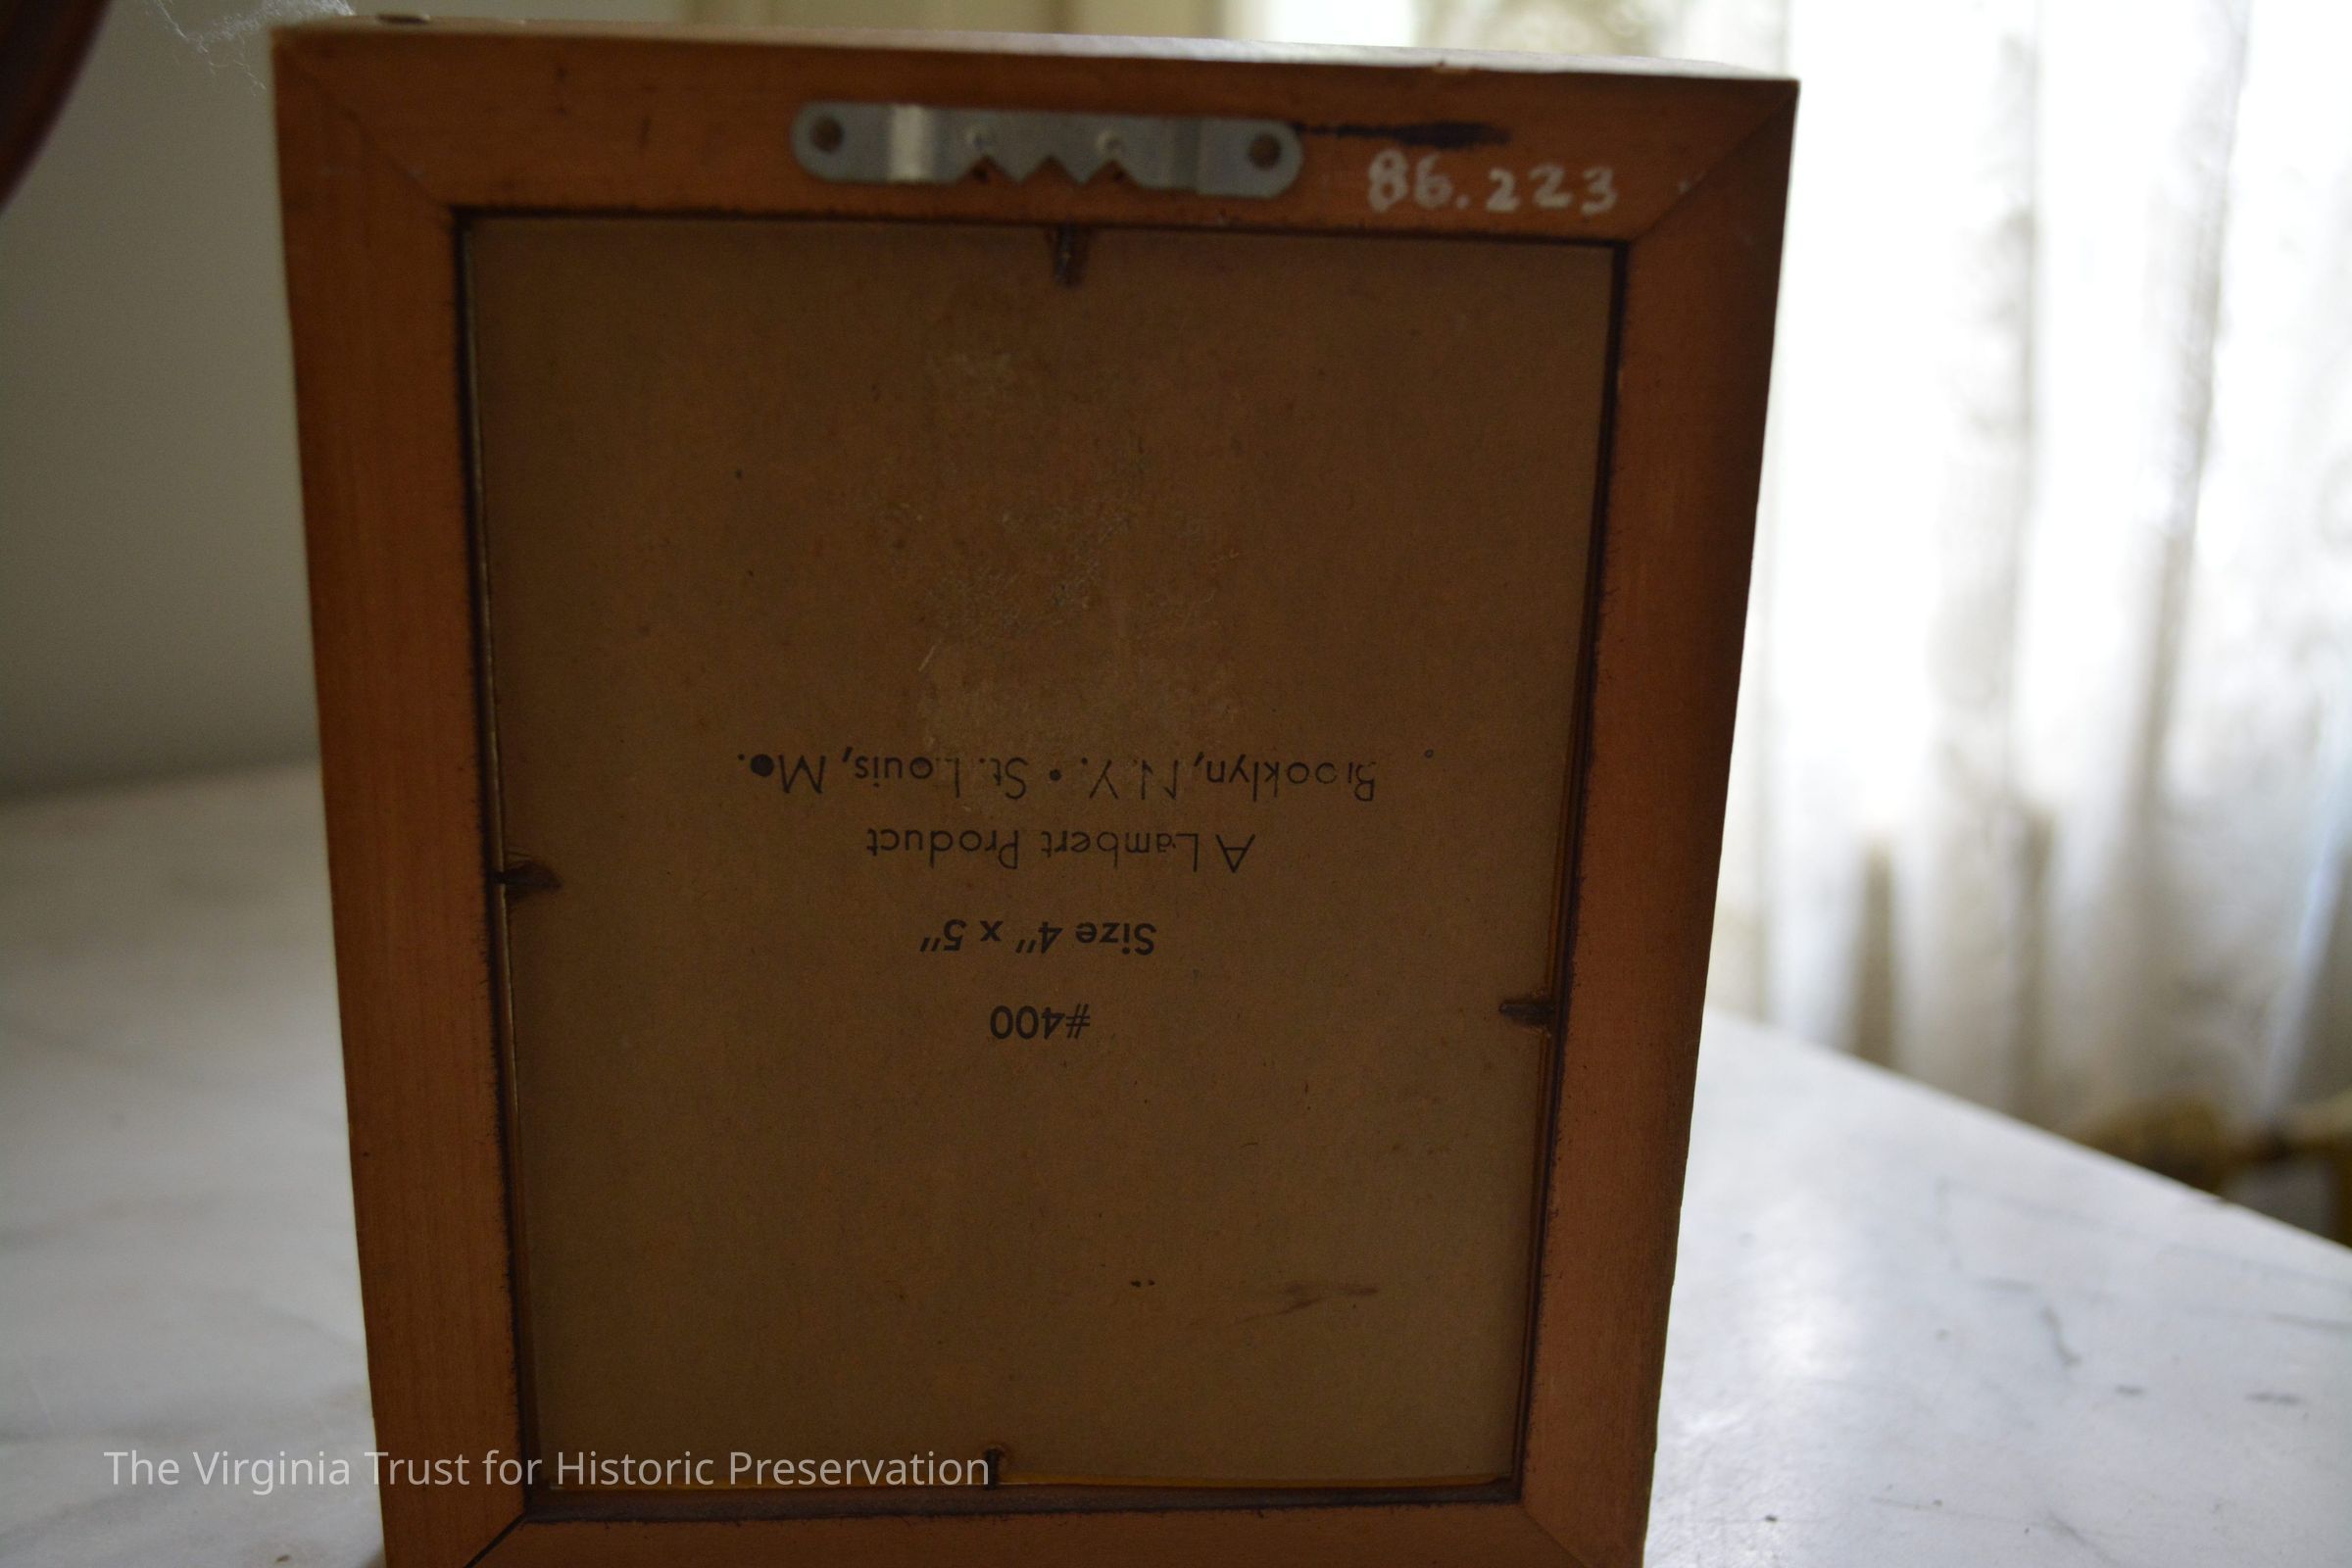 86.223
#400
Size 4" x 5"
A Lambert Product
Brooklyn, N.Y. • St. Louis, Mo.
The Virginia Trust for Historic Preservation